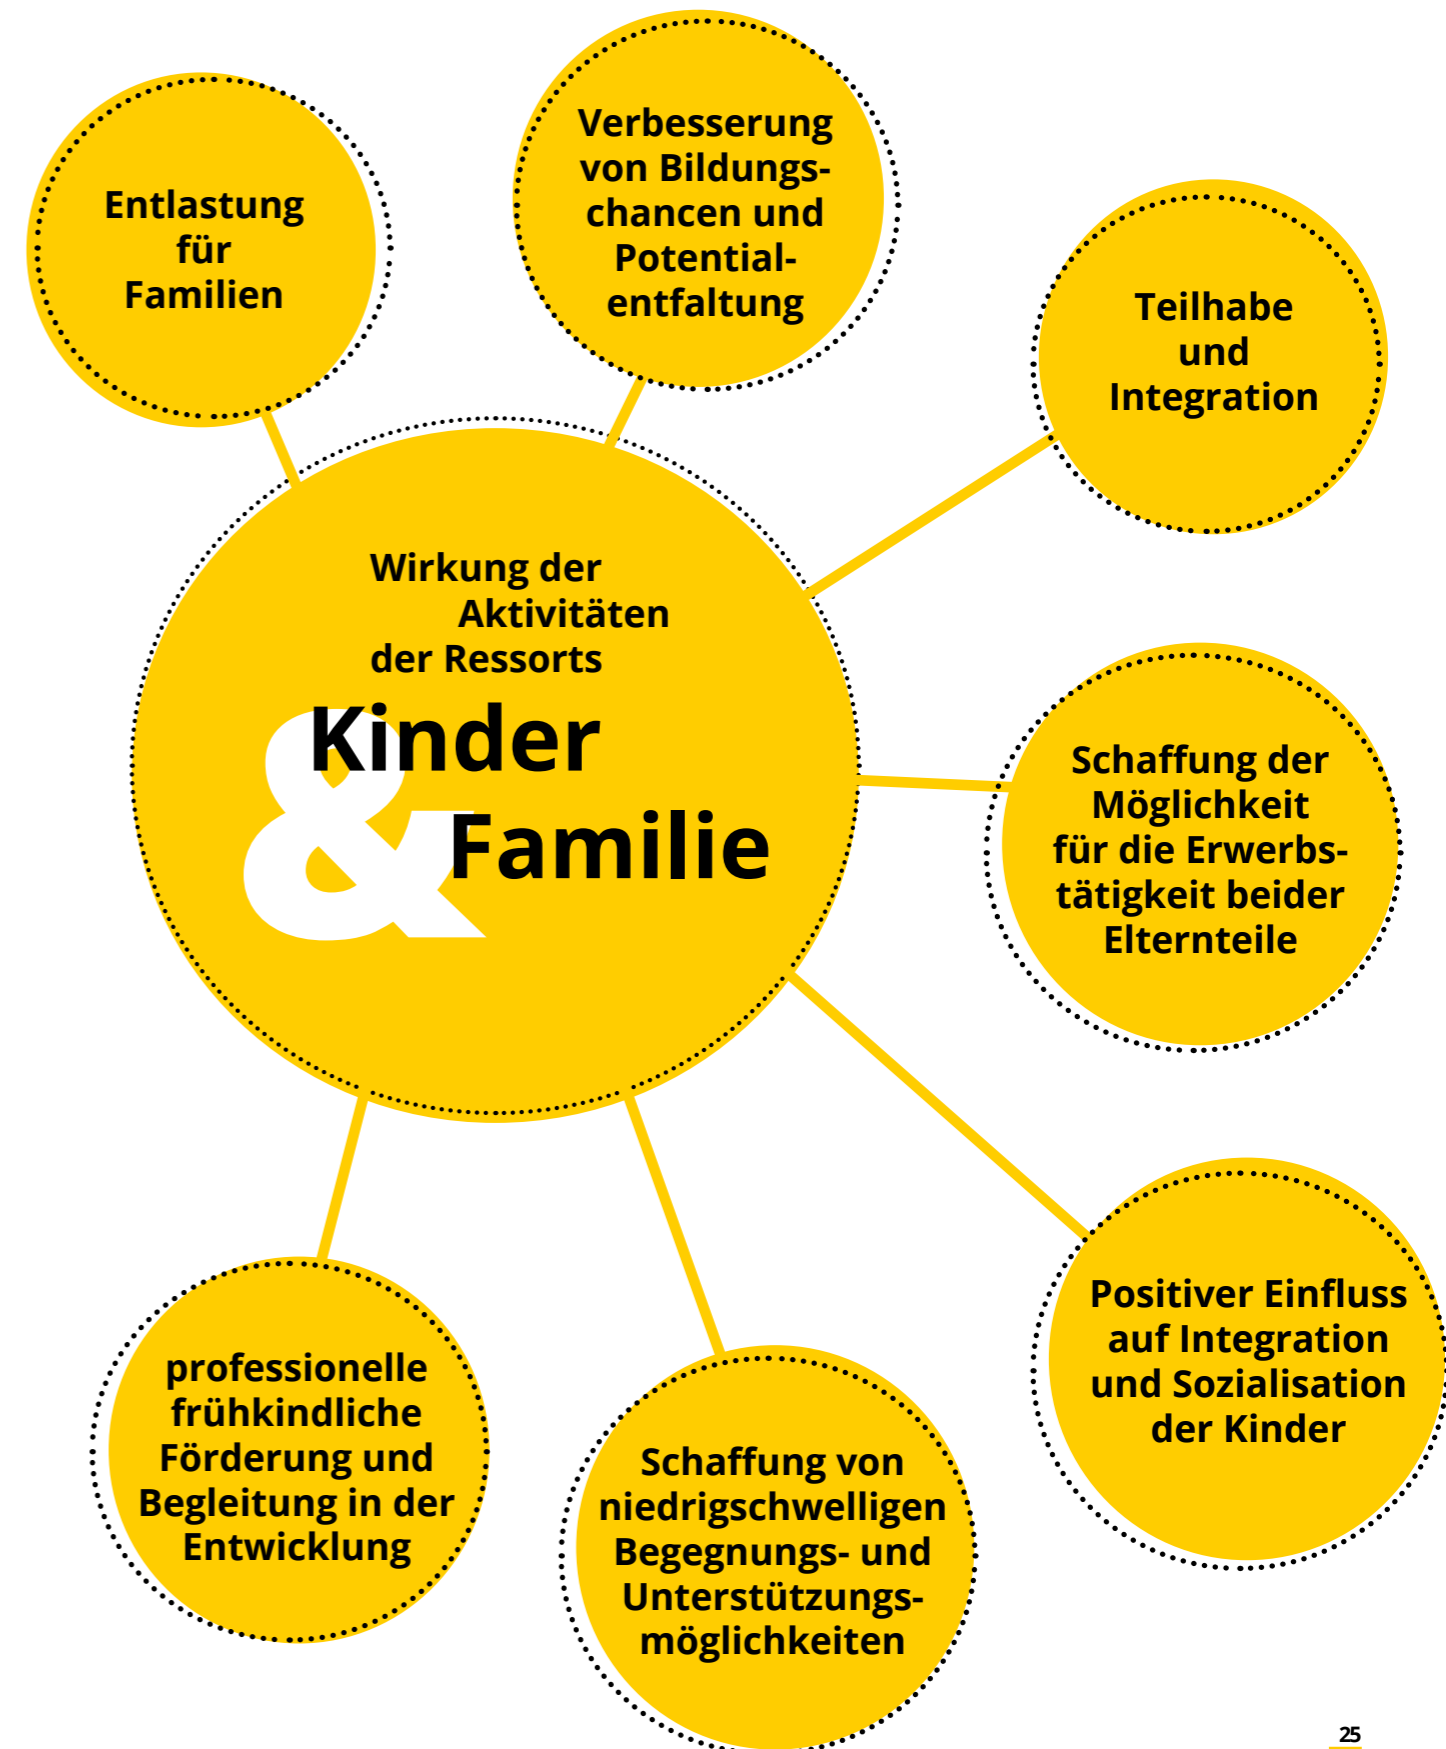 Entlastung
für
Familien
Verbesserung
von Bildungs-
chancen und
Potential-
entfaltung
Teilhabe
und
Integration
Wirkung der
Aktivitäten
der Ressorts
Kinder
&
Familie
Schaffung der
Möglichkeit
für die Erwerbs-
tätigkeit beider
Elternteile
Positiver Einfluss
auf Integration
und Sozialisation
der Kinder
professionelle
frühkindliche
Förderung und
Begleitung in der
Entwicklung
Schaffung von
niedrigschwelligen
Begegnungs- und
Unterstützungs-
möglichkeiten
25